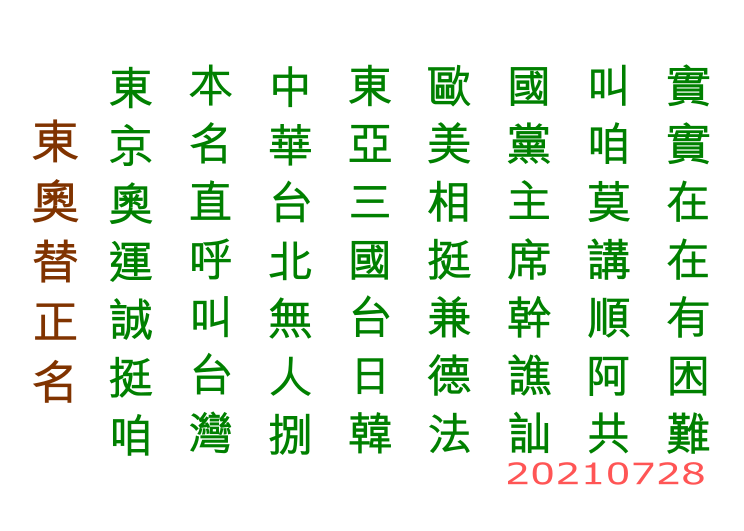 東奧替正名
東京奧運誠挺咱
本名直呼叫台灣
中華台北無人捌
東亞三國台日韓
歐美相挺兼德法
國黨主席幹譙訕
叫咱莫講順阿共
實實在在有困難
20210728